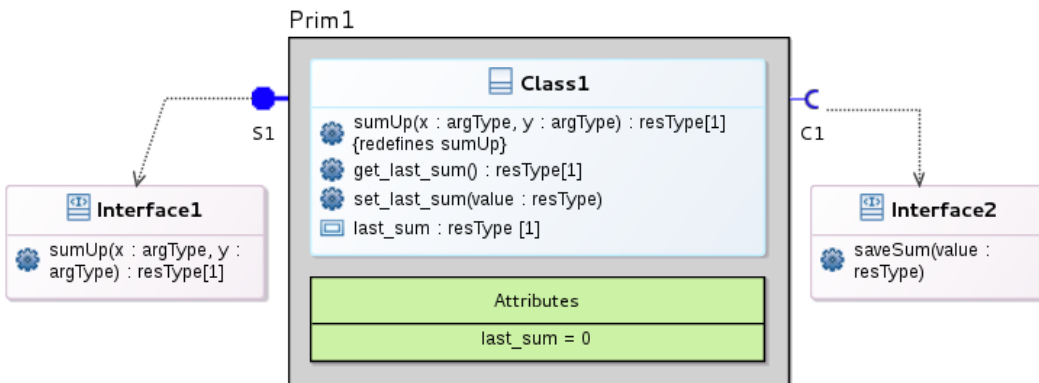 Prim1
Class1
sumUp(x : argType, y : argType) : resType[1]
{redefines sumUp}
get_last_sum() : resType[1]
set_last_sum(value : resType)
last_sum : resType [1]
Attributes
last_sum = 0
S1
C1
<I>
Interface1
sumUp(x : argType, y :
argType) : resType[1]
<I>
Interface2
saveSum(value :
resType)